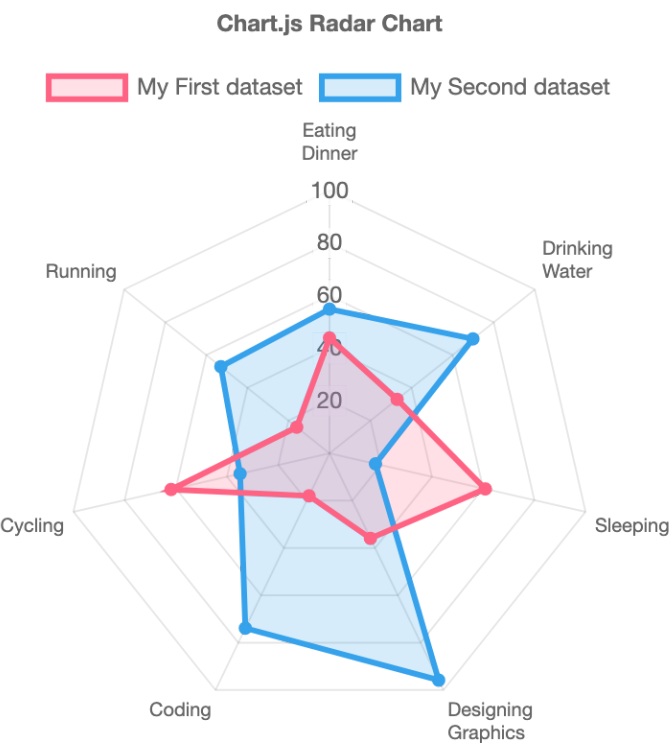 Chart.js Radar Chart
My First dataset
My Second dataset
Eating
Dinner
100
80
60
40
20
Drinking
Water
Running
Cycling
Sleeping
Coding
Designing
Graphics